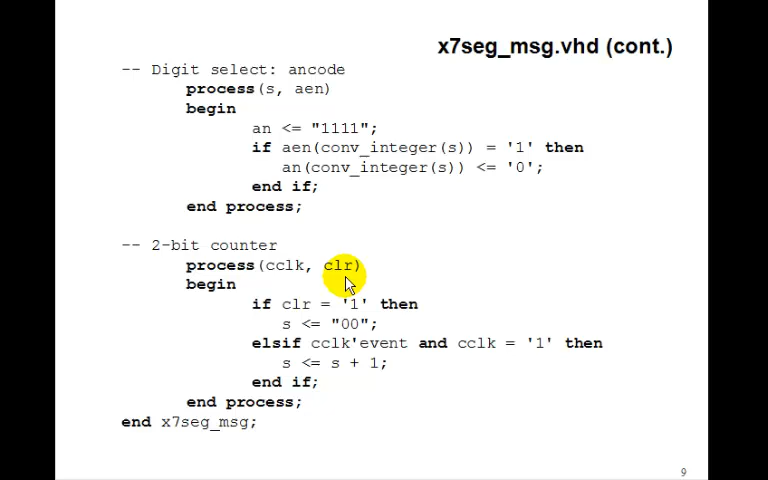 x7seg_msg.vhd (cont.)
-- Digit select: ancode
process(s, aen)
begin
an <= "1111";
if aen(conv_integer(s)) = '1' then
an(conv_integer(s)) <= '0';
end if;
end process;
-- 2-bit counter
process(cclk, clr)
begin
if clr = '1' then
s <= "00";
elsif cclk'event and cclk = '1' then
s <= s + 1;
end if;
end process;
end x7seg_msg;
9